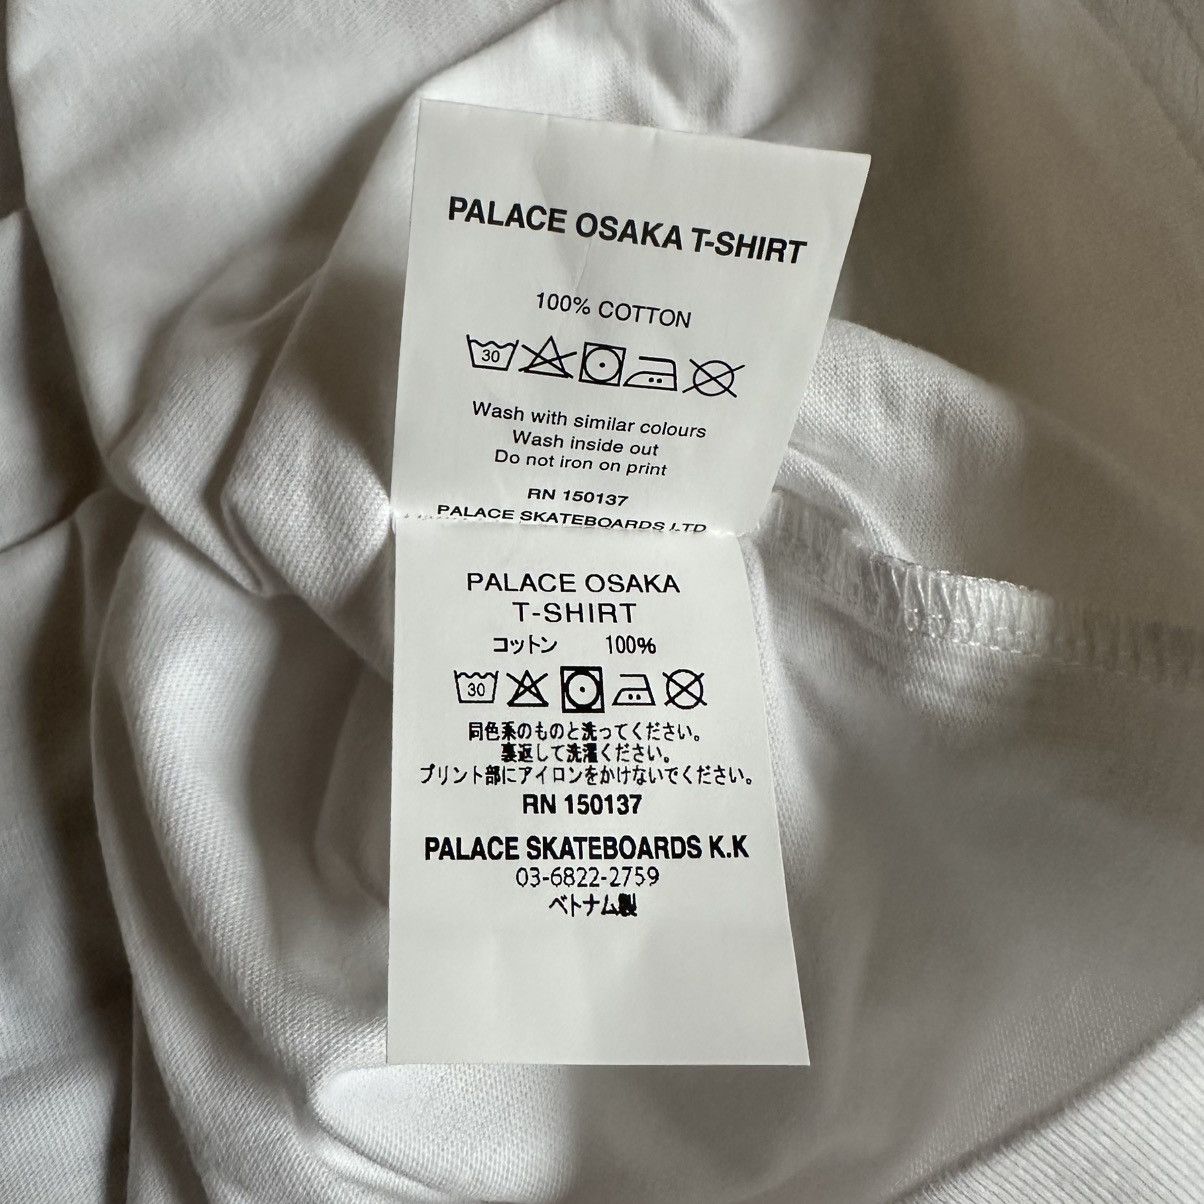 PALACE OSAKA T-SHIRT
100% COTTON
30
Wash with similar colours
Wash inside out
Do not iron on print
RN 150137
PALACE SKATEBOARDS LTD
PALACE OSAKA
T-SHIRT
コットン 100%
30
同色系のものと洗ってください。
裏返して洗濯ください。
プリント部にアイロンをかけないでください。
RN 150137
PALACE SKATEBOARDS K.K
03-6822-2759
ベトナム製